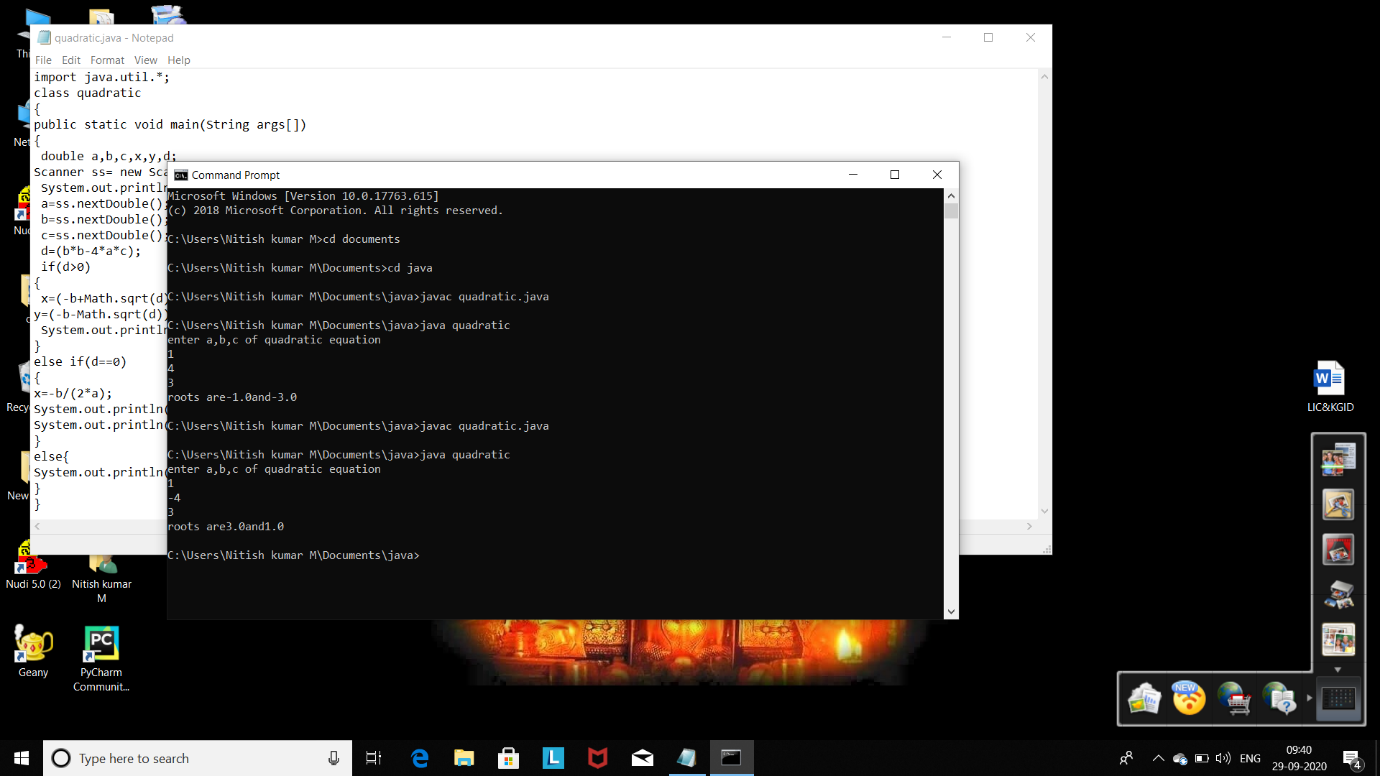 quadratic.java - Notepad
File Edit Format View Help
import java.util.*;
class quadratic
{
public static void main(String args[])
{
double a,b,c,x,y,d;
Scanner ss= new
System.out.println
a=ss.nextDouble();
b=ss.nextDouble();
c=ss.nextDouble();
d=(b*b-4*a*c);
if(d>0)
{
x=(-b+Math.sqrt(d)
y=(-b-Math.sqrt(d))
System.out.println
}
else if(d==0)
{
x=-b/(2*a);
System.out.println(
System.out.println(
}
else{
System.out.println(
}
}
Command Prompt
Microsoft Windows [Version 10.0.17763.615]
(c) 2018 Microsoft Corporation. All rights reserved.
C:\Users\Nitish kumar M>cd documents
C:\Users\Nitish kumar M\Documents>cd java
C:\Users\Nitish kumar M\Documents\java>javac quadratic.java
C:\Users\Nitish kumar M\Documents\java>java quadratic
enter a,b,c of quadratic equation
1
4
3
roots are-1.0and-3.0
C:\Users\Nitish kumar M\Documents\java>javac quadratic.java
C:\Users\Nitish kumar M\Documents\java>java quadratic
enter a,b,c of quadratic equation
1
-4
3
roots are3.0and1.0
C:\Users\Nitish kumar M\Documents\java>
LIC&KGID
Nudi 5.0 (2)
Nitish kumar
M
Geany
PyCharm
Communit...
NEW
Type here to search
ENG
09:40
29-09-2020
4